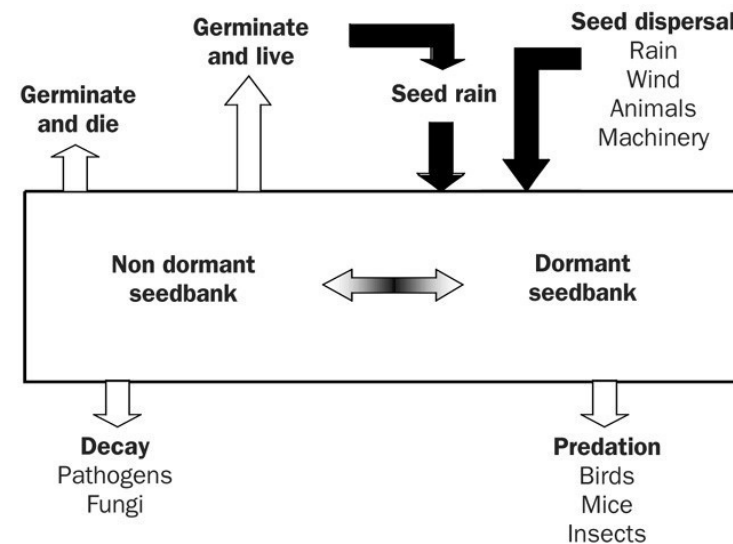 Germinate
and live
Seed dispersal
Rain
Wind
Animals
Machinery
Germinate
and die
Seed rain
Non dormant
seedbank
Dormant
seedbank
Decay
Pathogens
Fungi
Predation
Birds
Mice
Insects